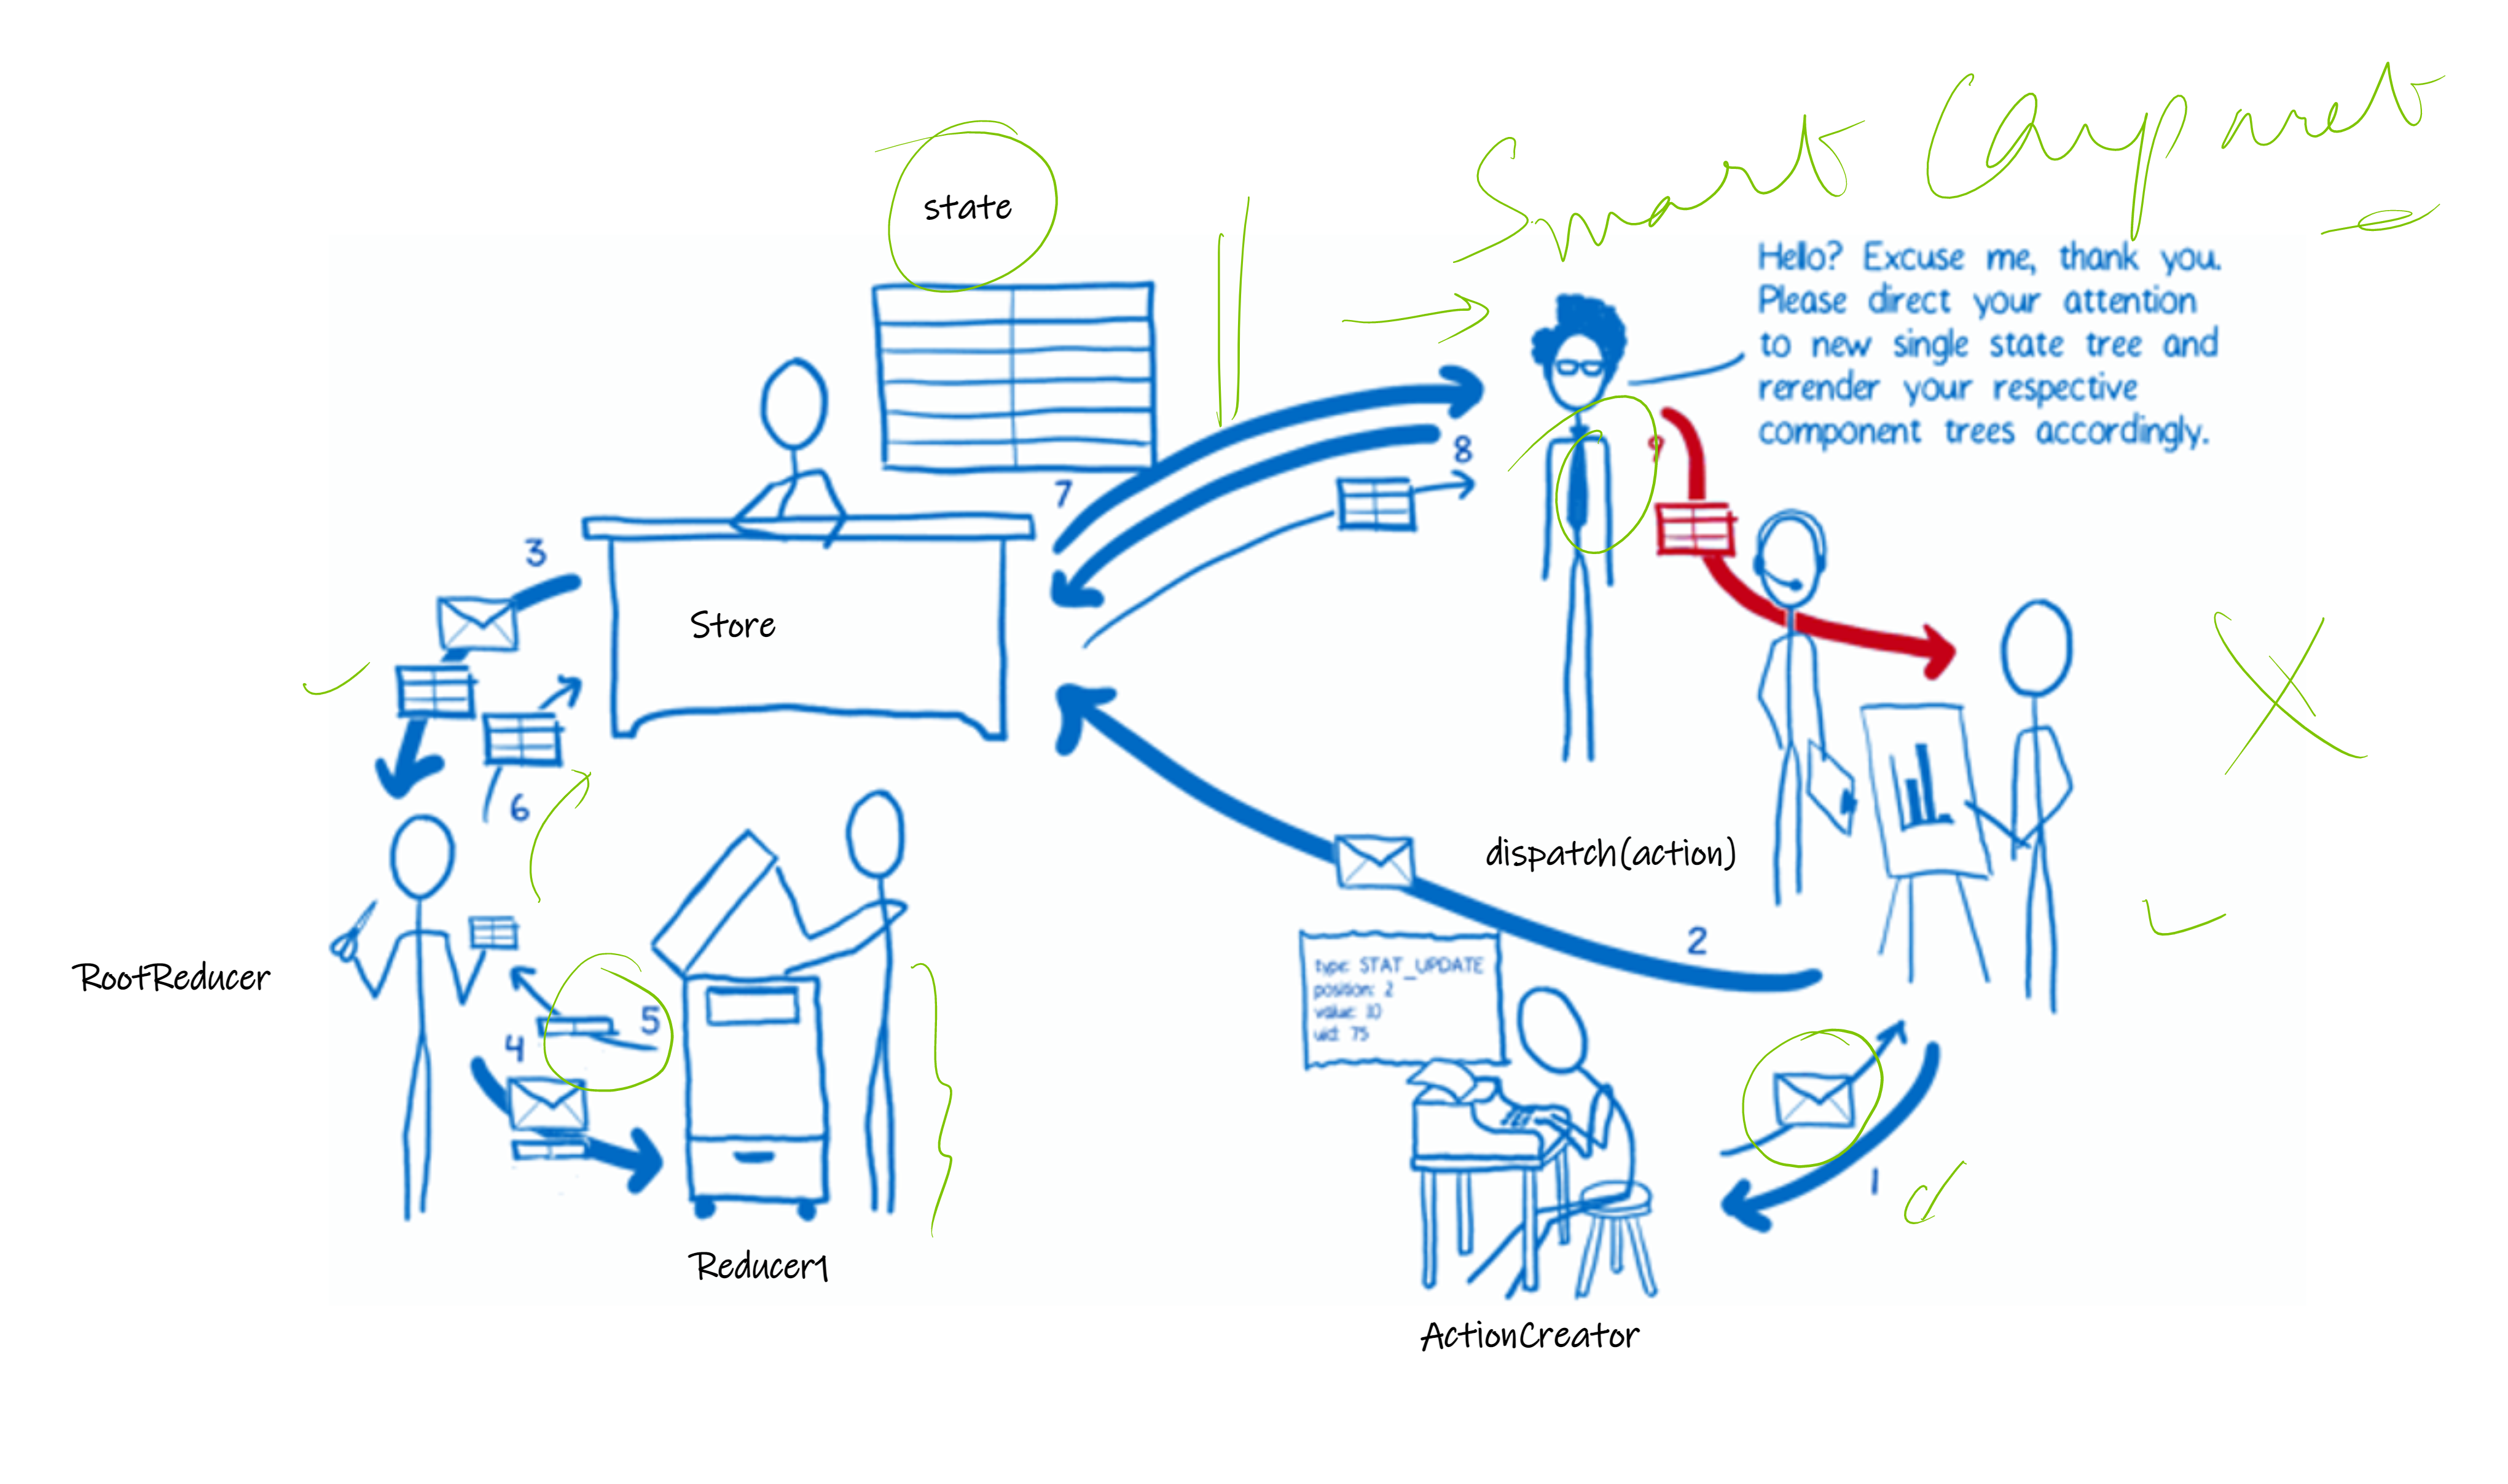 state
Smart
Hello? Excuse me, thank you.
Please direct your attention
to new single state tree and
rerender your respective
component trees accordingly.
7
8
9
3
Store
6
dispatch(action)
2
RootReducer
type: STAT_UPDATE
position: 2
value: 10
uid: 75
5
4
1
Reducer1
ActionCreator